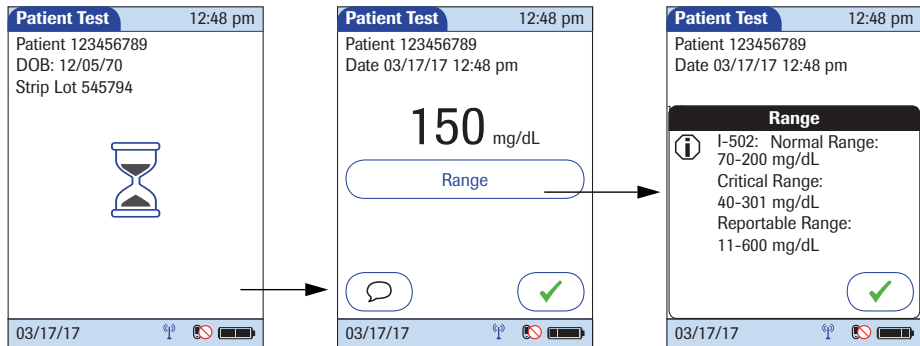 Patient Test 12:48 pm
Patient 123456789
DOB: 12/05/70
Strip Lot 545794
03/17/17
Patient Test 12:48 pm
Patient 123456789
Date 03/17/17 12:48 pm
150 mg/dL
Range
03/17/17
Patient Test 12:48 pm
Patient 123456789
Date 03/17/17 12:48 pm
Range
I-502: Normal Range:
70-200 mg/dL
Critical Range:
40-301 mg/dL
Reportable Range:
11-600 mg/dL
03/17/17